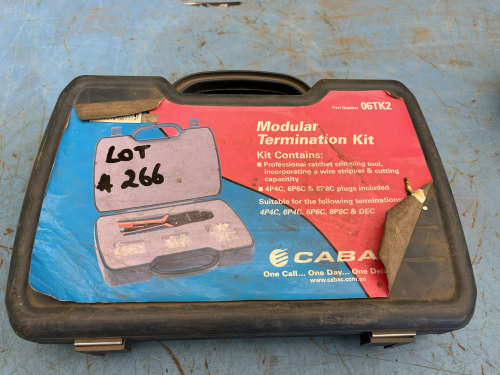 Part Number 06TK2
Modular
Termination Kit
Kit Contains:
• Professional ratchet crimping tool,
incorporating a wire stripper & cutting
capacity
• 4P4C, 6P6C & 8P8C plugs included
Suitable for the following terminations
4P4C, 6P4C, 6P6C, 8P8C & DEC
CABA
One Call... One Day... One
www.cabac.com.au
LOT
# 266